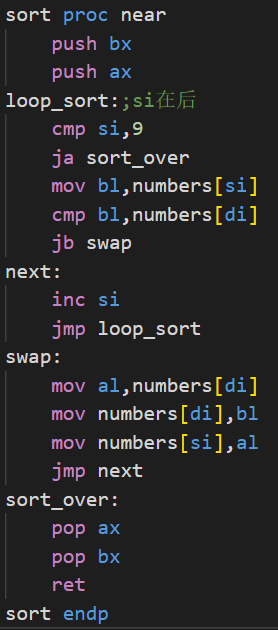 sort proc near
    push bx
    push ax
loop_sort:;si在后
    cmp si,9
    ja sort_over
    mov bl,numbers[si]
    cmp bl,numbers[di]
    jb swap
next:
    inc si
    jmp loop_sort
swap:
    mov al,numbers[di]
    mov numbers[di],bl
    mov numbers[si],al
    jmp next
sort_over:
    pop ax
    pop bx
    ret
sort endp